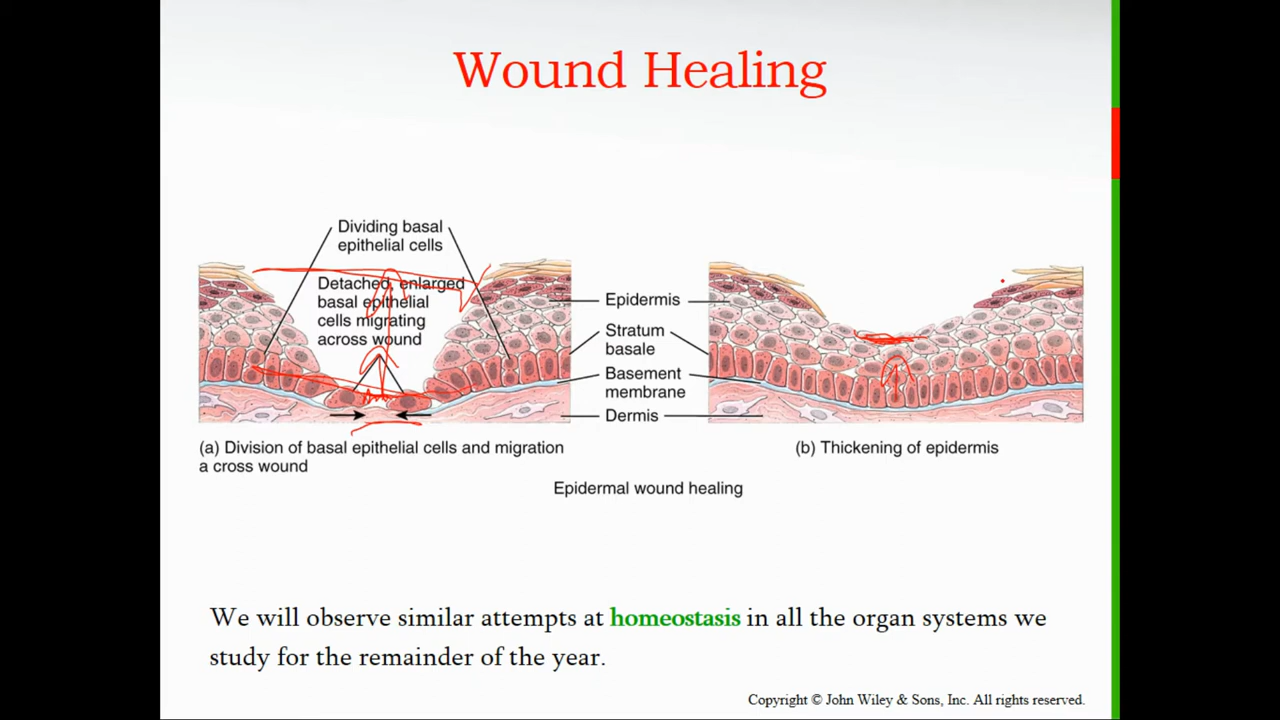 Wound Healing
Dividing basal
epithelial cells
Detached, enlarged
basal epithelial
cells migrating
across wound
Epidermis
Stratum
basale
Basement
membrane
Dermis
(a) Division of basal epithelial cells and migration
a cross wound
(b) Thickening of epidermis
Epidermal wound healing
We will observe similar attempts at homeostasis in all the organ systems we
study for the remainder of the year.
Copyright © John Wiley & Sons, Inc. All rights reserved.